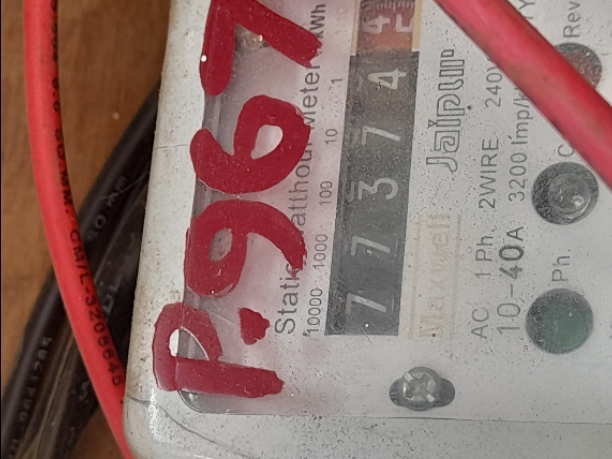 P.967
Static Watthour Meter kWh
10000 1000 100 10 1
7 7 3 7 4
Maxwell Jaipur
AC 1 Ph. 2WIRE 240V
10-40A 3200 Imp/k
Ph. C Rev